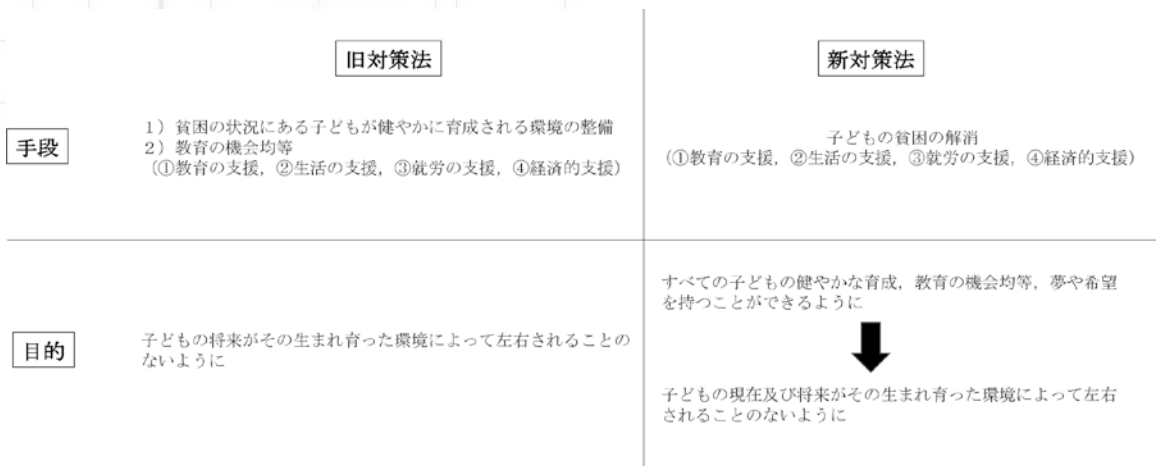 旧対策法
新対策法
手段
1）貧困の状況にある子どもが健やかに育成される環境の整備
2）教育の機会均等
（①教育の支援，②生活の支援，③就労の支援，④経済的支援）
子どもの貧困の解消
（①教育の支援，②生活の支援，③就労の支援，④経済的支援）
目的
子どもの将来がその生まれ育った環境によって左右されることの
ないように
すべての子どもの健やかな育成，教育の機会均等，夢や希望
を持つことができるように
子どもの現在及び将来がその生まれ育った環境によって左右
されることのないように